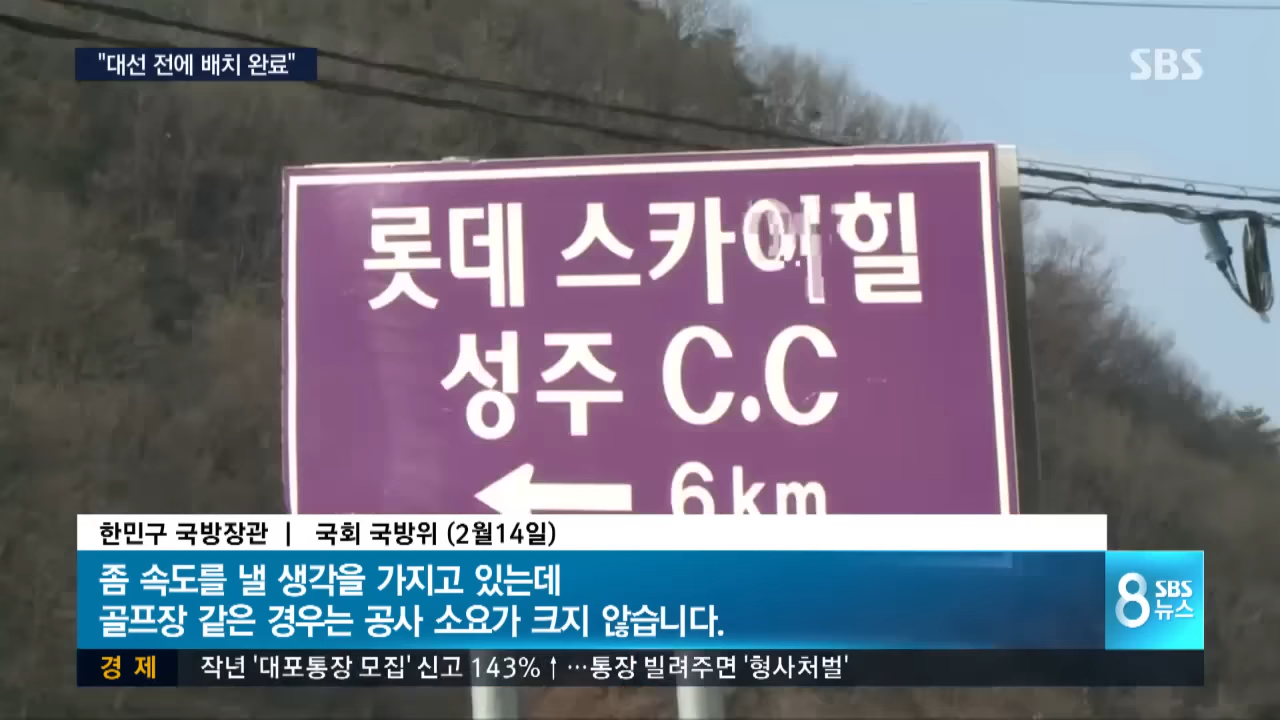 "대선 전에 배치 완료"
SBS
롯데 스카이힐
성주 C.C
6km
한민구 국방장관 | 국회 국방위 (2월14일)
좀 속도를 낼 생각을 가지고 있는데
골프장 같은 경우는 공사 소요가 크지 않습니다.
8 SBS 뉴스
경제 작년 '대포통장 모집' 신고 143%↑…통장 빌려주면 '형사처벌'